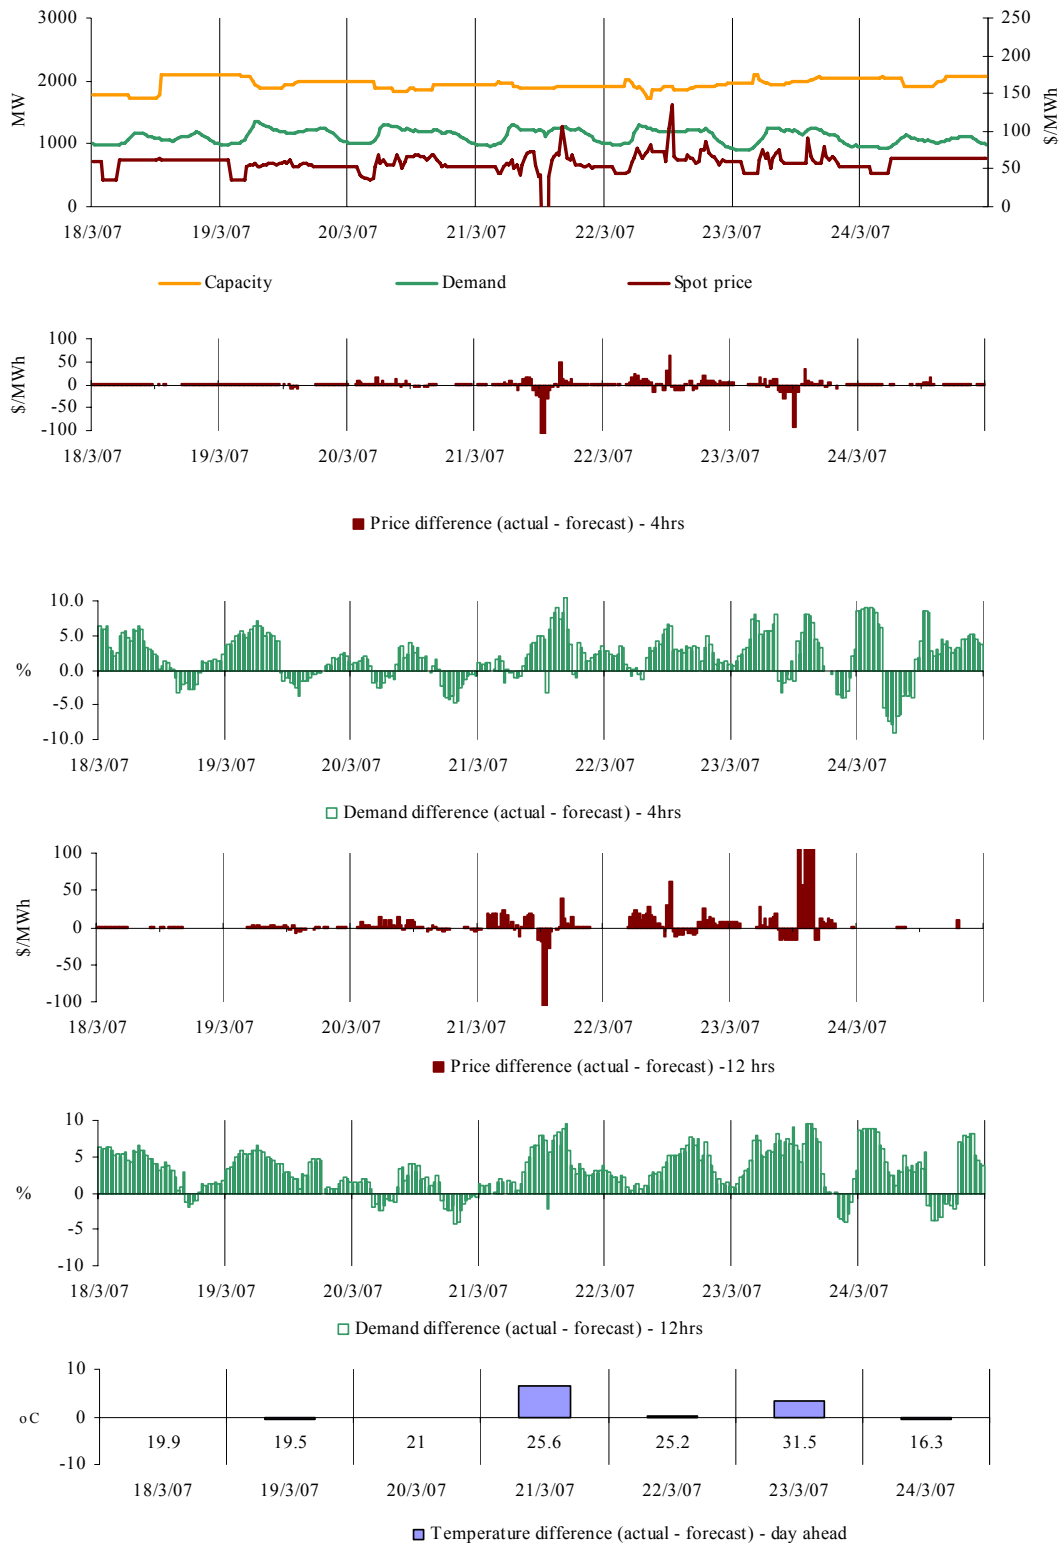 3000 250
200
2000 150
MW $/MWh
1000 100
50
0 0
18/3/07 19/3/07 20/3/07 21/3/07 22/3/07 23/3/07 24/3/07
Capacity Demand Spot price
100
50
$/MWh 0
-50
-100
18/3/07 19/3/07 20/3/07 21/3/07 22/3/07 23/3/07 24/3/07
Price difference (actual - forecast) - 4hrs
10.0
5.0
% 0.0
-5.0
-10.0
18/3/07 19/3/07 20/3/07 21/3/07 22/3/07 23/3/07 24/3/07
Demand difference (actual - forecast) - 4hrs
100
50
$/MWh 0
-50
-100
18/3/07 19/3/07 20/3/07 21/3/07 22/3/07 23/3/07 24/3/07
Price difference (actual - forecast) -12 hrs
10
5
% 0
-5
-10
18/3/07 19/3/07 20/3/07 21/3/07 22/3/07 23/3/07 24/3/07
Demand difference (actual - forecast) - 12hrs
10
oC 0
19.9 19.5 21 25.6 25.2 31.5 16.3
-10
18/3/07 19/3/07 20/3/07 21/3/07 22/3/07 23/3/07 24/3/07
Temperature difference (actual - forecast) - day ahead